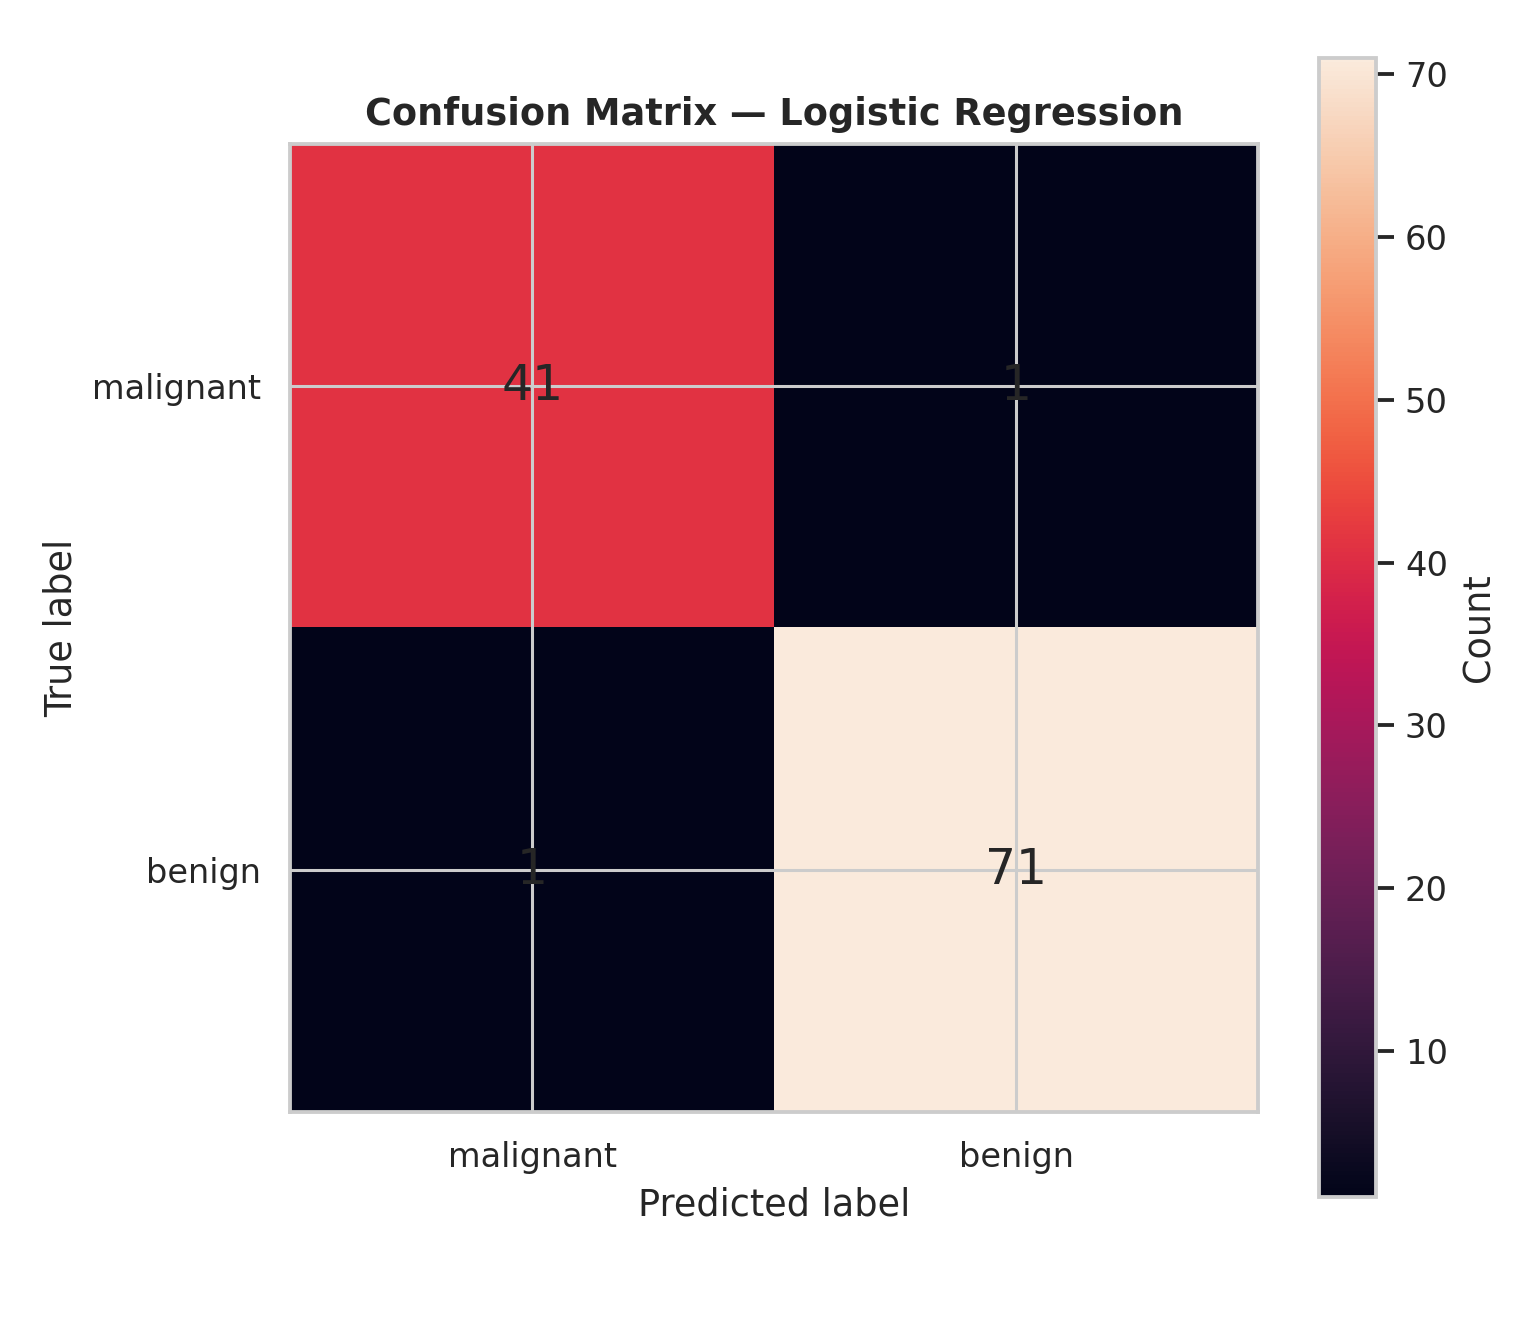 Confusion Matrix — Logistic Regression
malignant
benign
True label
41
1
1
71
malignant
benign
Predicted label
70
60
50
40
30
20
10
Count